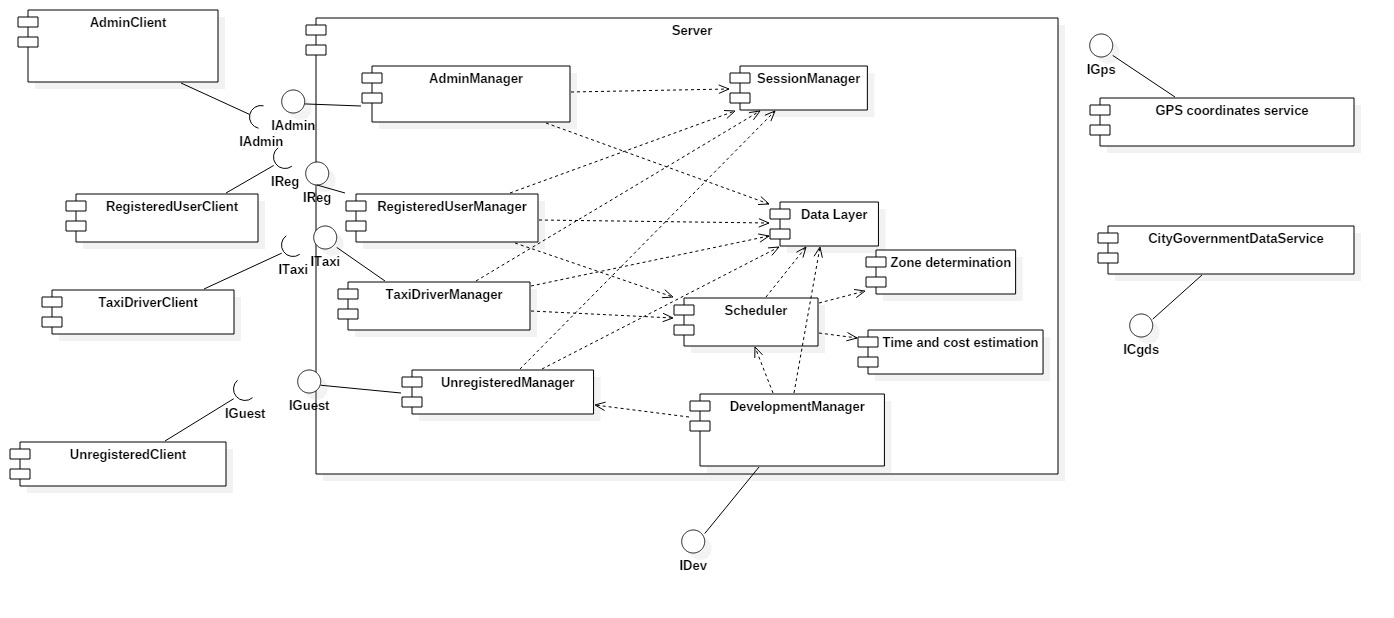 AdminClient
Server
IGps
AdminManager
SessionManager
GPS coordinates service
IAdmin
IAdmin
IReg
IReg
RegisteredUserClient
RegisteredUserManager
Data Layer
CityGovernmentDataService
ITaxi
ITaxi
Zone determination
TaxiDriverClient
TaxiDriverManager
Scheduler
Time and cost estimation
ICgds
UnregisteredManager
IGuest
IGuest
DevelopmentManager
UnregisteredClient
IDev